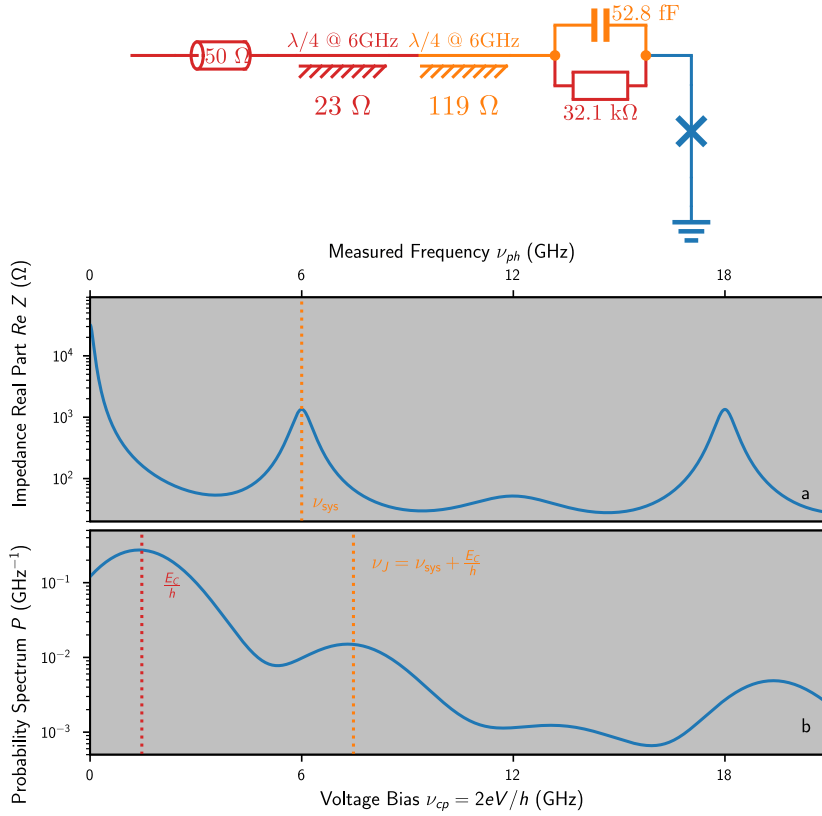 52.8 fF
50 Ω
λ/4 @ 6GHz
λ/4 @ 6GHz
23 Ω
119 Ω
32.1 kΩ
Measured Frequency ν_ph (GHz)
0 6 12 18
Impedance Real Part Re Z (Ω)
10^4
10^3
10^2
ν_sys
a
Probability Spectrum P (GHz^−1)
10^−1
10^−2
10^−3
E_C/h
ν_J = ν_sys + E_C/h
b
0 6 12 18
Voltage Bias ν_cp = 2eV/h (GHz)